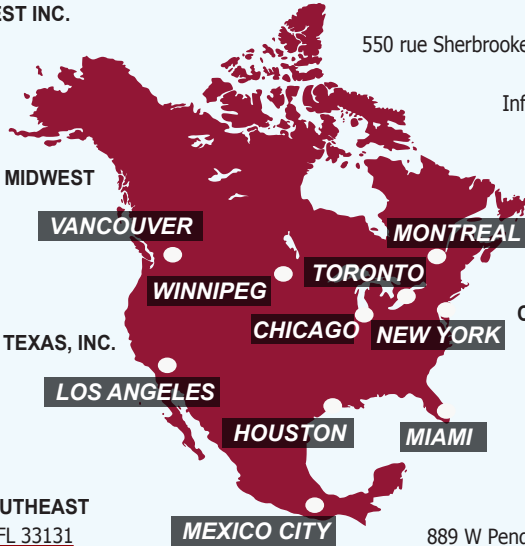 EST INC.
550 rue Sherbrooke
Inf
MIDWEST
VANCOUVER
MONTREAL
TORONTO
WINNIPEG
CHICAGO
NEW YORK
TEXAS, INC.
LOS ANGELES
HOUSTON
MIAMI
UTHEAST
FL 33131
MEXICO CITY
889 W Penc